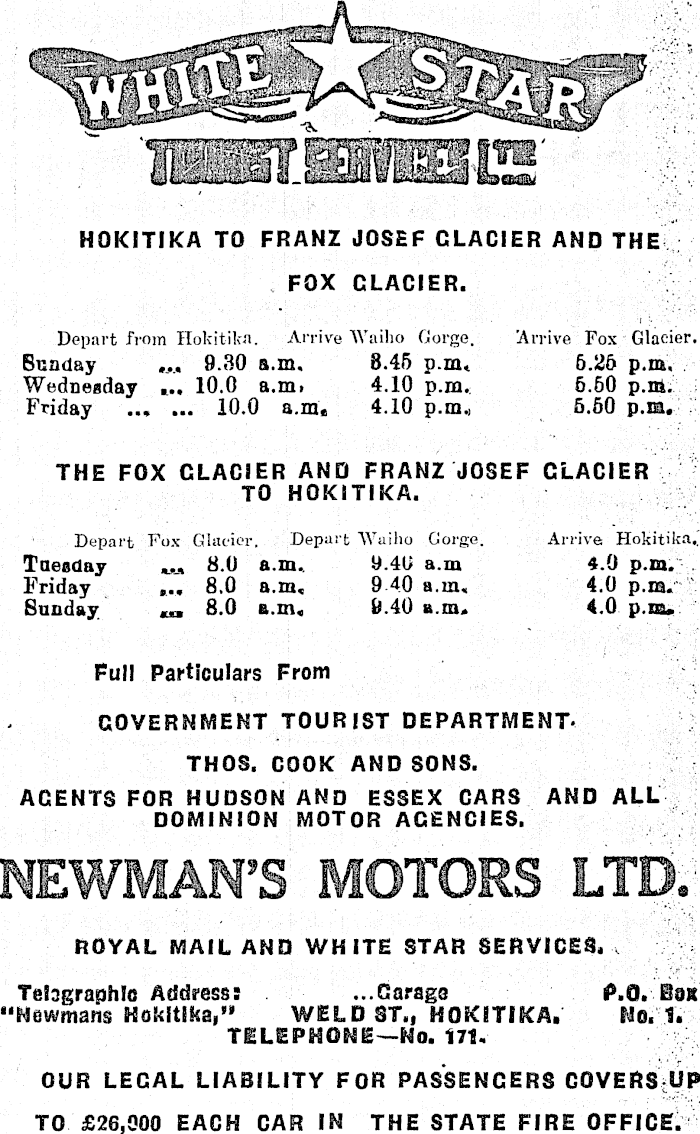 WHITE STAR
TOURIST SERVICES LTD
HOKITIKA TO FRANZ JOSEF GLACIER AND THE
FOX GLACIER.
Depart from Hokitika. Arrive Waiho Gorge. Arrive Fox Glacier.
Sunday ... 9.30 a.m. 3.45 p.m. 5.25 p.m.
Wednesday ... 10.0 a.m. 4.10 p.m. 5.50 p.m.
Friday ... ... 10.0 a.m. 4.10 p.m. 5.50 p.m.
THE FOX GLACIER AND FRANZ JOSEF GLACIER
TO HOKITIKA.
Depart Fox Glacier. Depart Waiho Gorge. Arrive Hokitika.
Tuesday ... 8.0 a.m. 9.40 a.m 4.0 p.m.
Friday ... 8.0 a.m. 9.40 a.m. 4.0 p.m.
Sunday ... 8.0 a.m. 9.40 a.m. 4.0 p.m.
Full Particulars From
GOVERNMENT TOURIST DEPARTMENT.
THOS. COOK AND SONS.
AGENTS FOR HUDSON AND ESSEX CARS AND ALL
DOMINION MOTOR AGENCIES.
NEWMAN'S MOTORS LTD.
ROYAL MAIL AND WHITE STAR SERVICES.
Telegraphic Address: ...Garage P.O. Box
"Newmans Hokitika," WELD ST., HOKITIKA. No. 1.
TELEPHONE—No. 171.
OUR LEGAL LIABILITY FOR PASSENGERS COVERS UP
TO £26,000 EACH CAR IN THE STATE FIRE OFFICE.